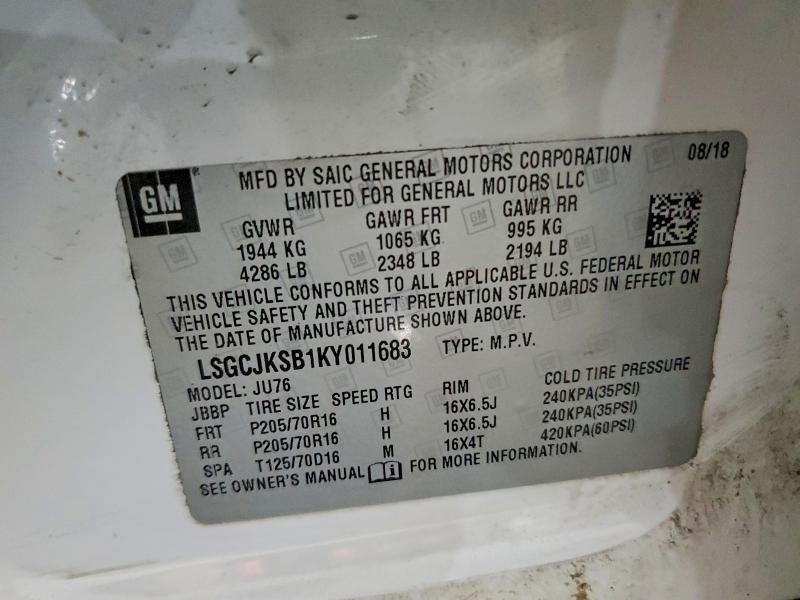 GM
MFD BY SAIC GENERAL MOTORS CORPORATION 08/18
LIMITED FOR GENERAL MOTORS LLC
GVWR GAWR FRT GAWR RR
1944 KG 1065 KG 995 KG
4286 LB 2348 LB 2194 LB
THIS VEHICLE CONFORMS TO ALL APPLICABLE U.S. FEDERAL MOTOR
VEHICLE SAFETY AND THEFT PREVENTION STANDARDS IN EFFECT ON
THE DATE OF MANUFACTURE SHOWN ABOVE.
LSGCJKSB1KY011683 TYPE: M.P.V.
MODEL: JU76
JBBP TIRE SIZE SPEED RTG RIM COLD TIRE PRESSURE
FRT P205/70R16 H 16X6.5J 240KPA(35PSI)
RR P205/70R16 H 16X6.5J 240KPA(35PSI)
SPA T125/70D16 M 16X4T 420KPA(60PSI)
SEE OWNER'S MANUAL FOR MORE INFORMATION.